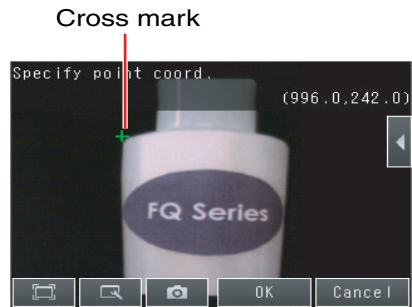 Cross mark
Specify point coord.
(996.0,242.0)
FQ Series
OK
Cancel